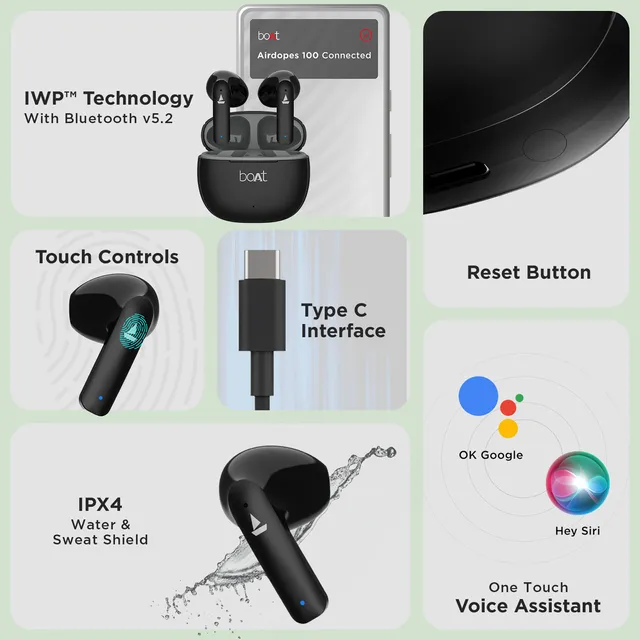 boAt
Airdopes 100 Connected
IWP™ Technology
With Bluetooth v5.2
boAt
Reset Button
Touch Controls
Type C
Interface
OK Google
Hey Siri
One Touch
Voice Assistant
IPX4
Water &
Sweat Shield